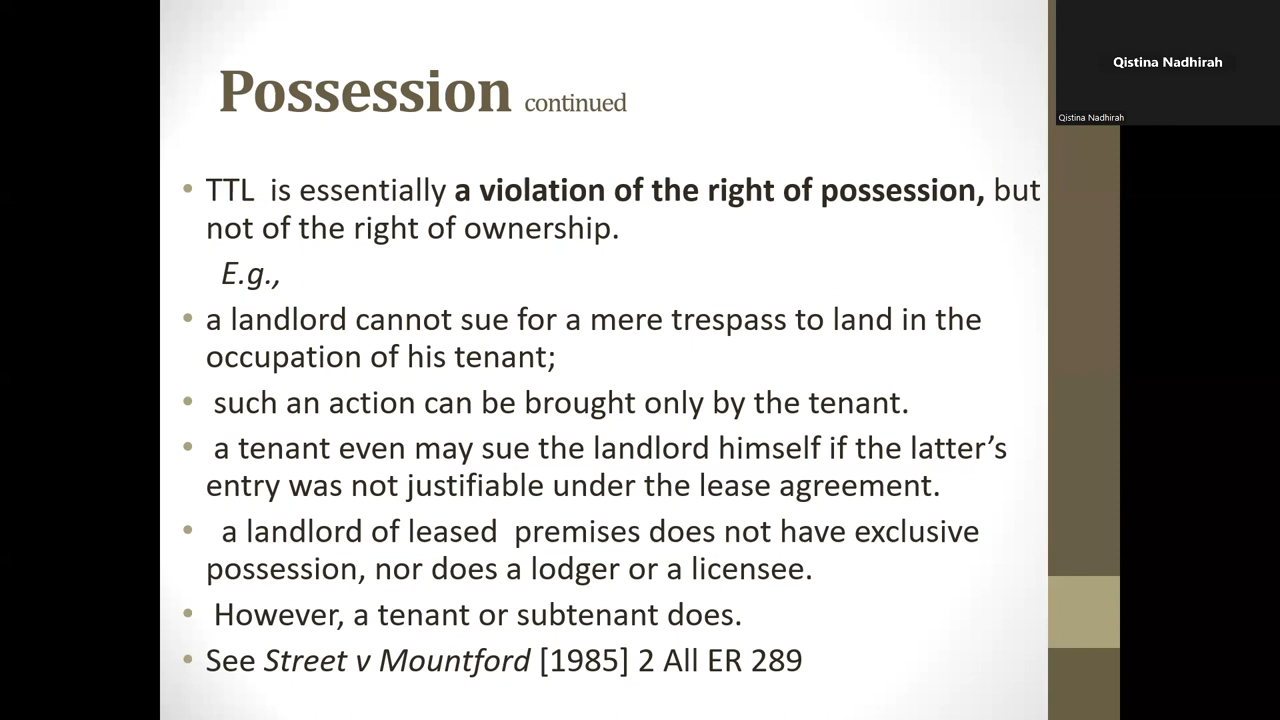 Possession continued
• TTL is essentially a violation of the right of possession, but
not of the right of ownership.
E.g.,
• a landlord cannot sue for a mere trespass to land in the
occupation of his tenant;
• such an action can be brought only by the tenant.
• a tenant even may sue the landlord himself if the latter’s
entry was not justifiable under the lease agreement.
• a landlord of leased premises does not have exclusive
possession, nor does a lodger or a licensee.
• However, a tenant or subtenant does.
• See Street v Mountford [1985] 2 All ER 289
Qistina Nadhirah
Qistina Nadhirah